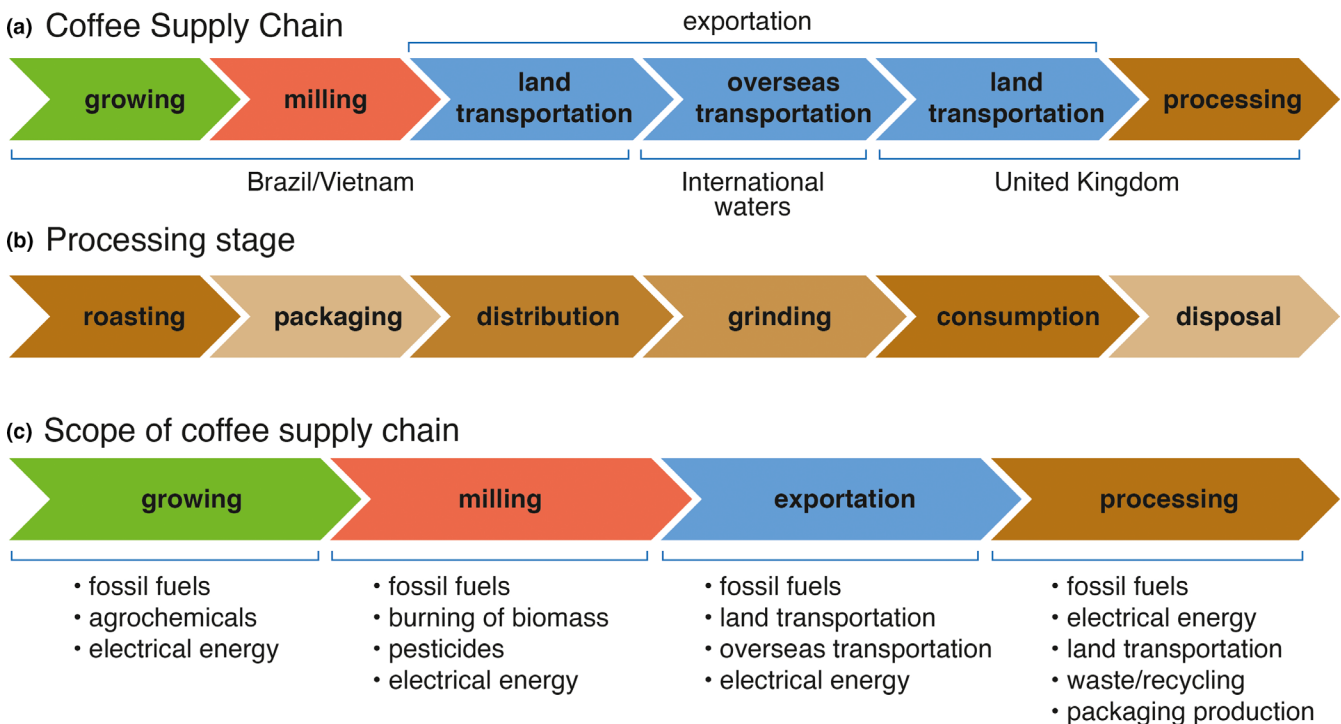 (a) Coffee Supply Chain
exportation
growing
milling
land
transportation
overseas
transportation
land
transportation
processing
Brazil/Vietnam
International
waters
United Kingdom
(b) Processing stage
roasting
packaging
distribution
grinding
consumption
disposal
(c) Scope of coffee supply chain
growing
milling
exportation
processing
• fossil fuels
• agrochemicals
• electrical energy
• fossil fuels
• burning of biomass
• pesticides
• electrical energy
• fossil fuels
• land transportation
• overseas transportation
• electrical energy
• fossil fuels
• electrical energy
• land transportation
• waste/recycling
• packaging production